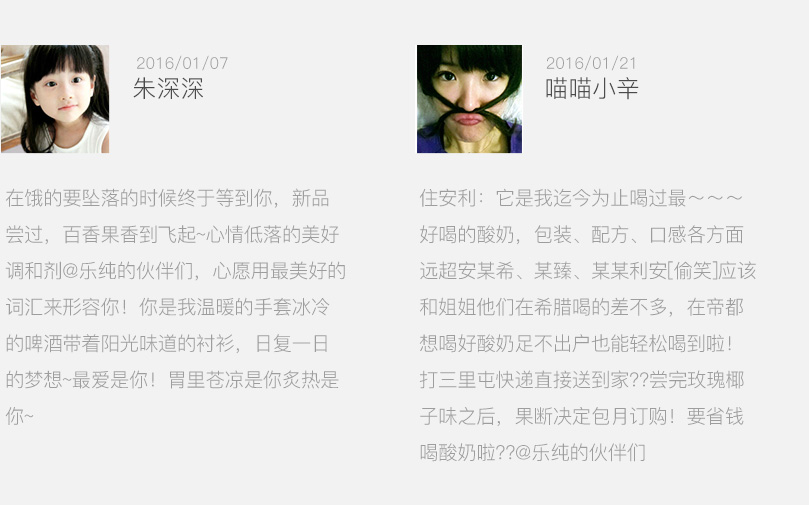 2016/01/07
朱深深
在饿的要坠落的时候终于等到你，新品
尝过，百香果香到飞起~心情低落的美好
调和剂@乐纯的伙伴们，心愿用最美好的
词汇来形容你！你是我温暖的手套冰冷
的啤酒带着阳光味道的衬衫，日复一日
的梦想~最爱是你！胃里苍凉是你炙热是
你~
2016/01/21
喵喵小辛
住安利：它是我迄今为止喝过最～～～
好喝的酸奶，包装、配方、口感各方面
远超安某希、某臻、某某利安[偷笑]应该
和姐姐他们在希腊喝的差不多，在帝都
想喝好酸奶足不出户也能轻松喝到啦！
打三里屯快递直接送到家??尝完玫瑰椰
子味之后，果断决定包月订购！要省钱
喝酸奶啦??@乐纯的伙伴们